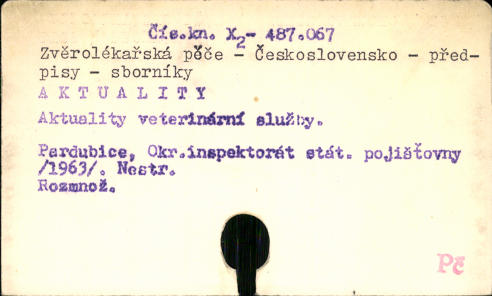 Čís.kn. X2- 487.067
Zvěrolékařská péče - Československo - před-
pisy - sborníky
A K T U A L I T Y
Aktuality veterinární služby.
Pardubice, Okr.inspektorát stát. pojišťovny
/1963/. Nestr.
Rozmnož.
Pč